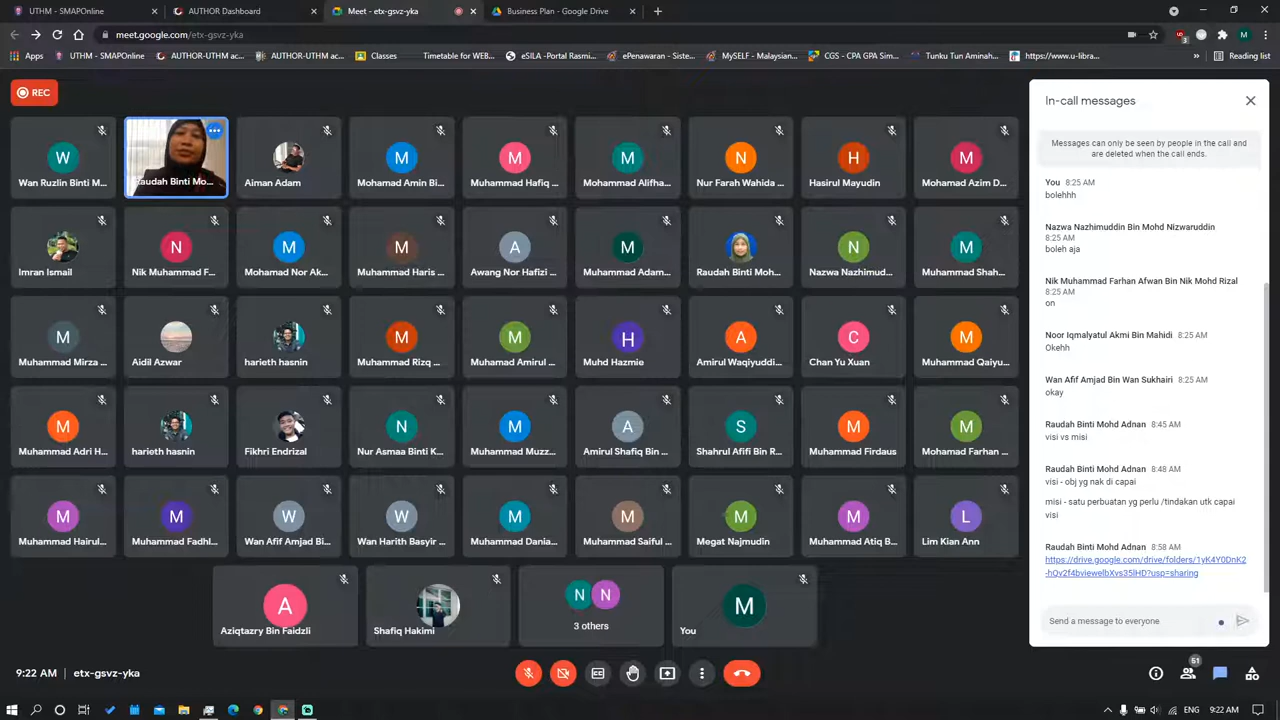 UTHM - SMAPOnline
AUTHOR Dashboard
Meet - etx-gsvz-yka
Business Plan - Google Drive
meet.google.com/etx-gsvz-yka
Apps
UTHM - SMAPOnline
AUTHOR-UTHM ac...
AUTHOR-UTHM ac...
Classes
Timetable for week...
eSILA -Portal Rasmi...
ePenawaran - Siste...
MySELF - Malaysian...
CGS - CPA GPA Sim...
Tunku Tun Aminah...
https://www.u-libra...
Reading list
REC
W
Wan Ruzlin Binti M...
Raudah Binti Mo...
Aiman Adam
M
Mohamad Amin Bi...
M
Muhammad Hafiq ...
M
Mohammad Alifha...
N
Nur Farah Wahida ...
H
Hasirul Mayudin
M
Mohamad Azim D...
Imran Ismail
N
Nik Muhammad F...
M
Mohamad Nor Ak...
M
Muhammad Haris ...
A
Awang Nor Hafizi ...
M
Muhammad Adam...
Raudah Binti Moh...
N
Nazwa Nazhimud...
M
Muhammad Shah...
M
Muhammad Mirza ...
Aidil Azwar
harieth hasnin
M
Muhammad Rizq ...
M
Muhamad Amirul ...
H
Muhd Hazmie
A
Amirul Waqiyuddi...
C
Chan Yu Xuan
M
Muhammad Qaiyu...
M
Muhammad Adri H...
harieth hasnin
Fikhri Endrizal
N
Nur Asmaa Binti K...
M
Muhammad Muzz...
A
Amirul Shafiq Bin ...
S
Shahrul Afifi Bin R...
M
Muhammad Firdaus
M
Mohamad Farhan ...
M
Muhammad Hairul...
M
Muhammad Fadhl...
W
Wan Afif Amjad Bi...
W
Wan Harith Basyir ...
M
Muhammad Dania...
M
Muhammad Saiful ...
M
Megat Najmudin
M
Muhammad Atiq B...
L
Lim Kian Ann
A
Aziqtazry Bin Faidzli
Shafiq Hakimi
N N
3 others
M
You
In-call messages
Messages can only be seen by people in the call and
are deleted when the call ends.
You 8:25 AM
bolehhh
Nazwa Nazhimuddin Bin Mohd Nizwaruddin
8:25 AM
boleh aja
Nik Muhammad Farhan Afwan Bin Nik Mohd Rizal
8:25 AM
on
Noor Iqmalyatul Akmi Bin Mahidi 8:25 AM
Okehh
Wan Afif Amjad Bin Wan Sukhairi 8:25 AM
okay
Raudah Binti Mohd Adnan 8:45 AM
visi vs misi
Raudah Binti Mohd Adnan 8:48 AM
visi - obj yg nak di capai
misi - satu perbuatan yg perlu /tindakan utk capai
visi
Raudah Binti Mohd Adnan 8:58 AM
https://drive.google.com/drive/folders/1yK4Y0DnK2
-hQv2f4bviewelbXvs35lHD?usp=sharing
Send a message to everyone
9:22 AM | etx-gsvz-yka
51
9:22 AM